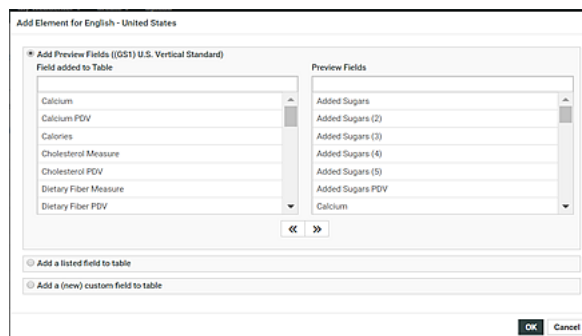 Add Element for English - United States
Add Preview Fields ((GS1) U.S. Vertical Standard)
Field added to Table
Preview Fields
Calcium
Calcium PDV
Calories
Cholesterol Measure
Cholesterol PDV
Dietary Fiber Measure
Dietary Fiber PDV
Added Sugars
Added Sugars (2)
Added Sugars (3)
Added Sugars (4)
Added Sugars (5)
Added Sugars PDV
Calcium
Add a listed field to table
Add a (new) custom field to table
OK
Cancel